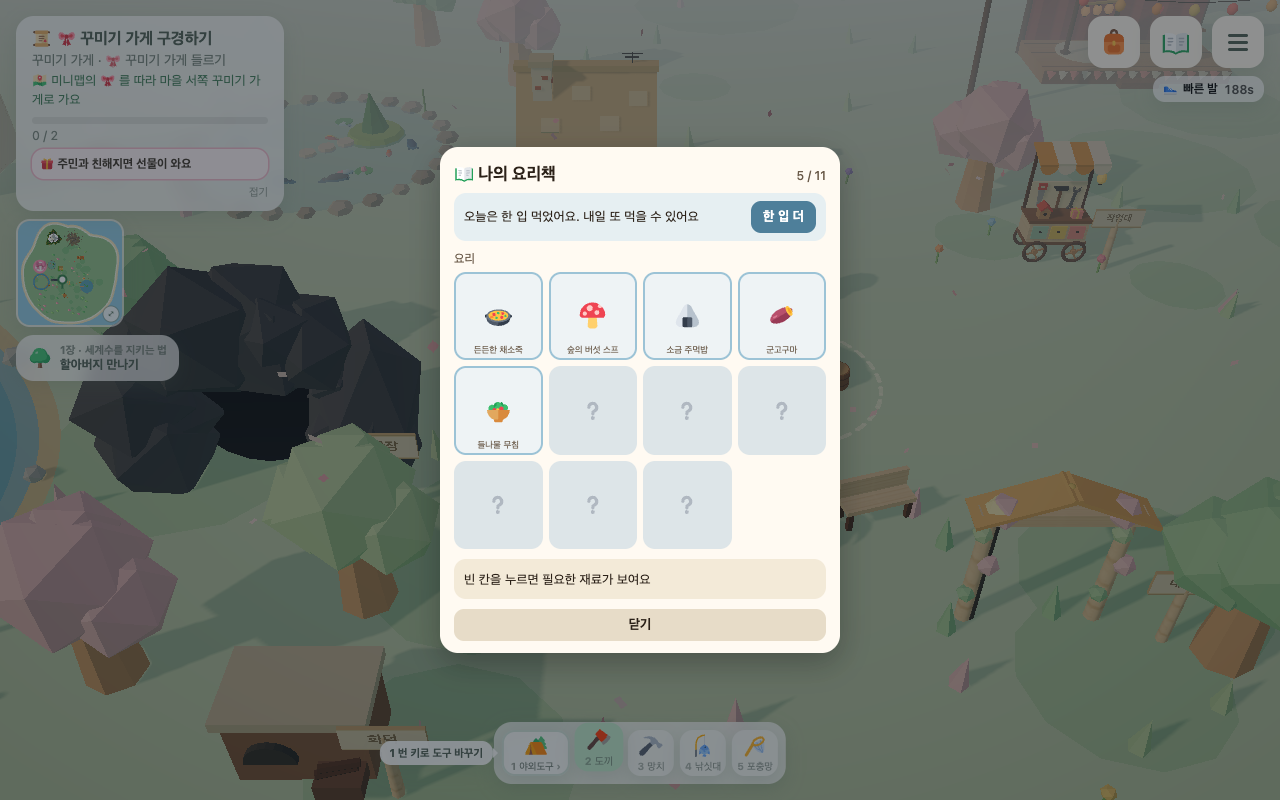 꾸미기 가게 구경하기
꾸미기 가게 · 꾸미기 가게 들르기
미니맵의 를 따라 마을 서쪽 꾸미기 가
게로 가요
0 / 2
주민과 친해지면 선물이 와요
접기
1장 · 세계수를 지키는 법
할아버지 만나기
빠른 발 188s
작업대
나의 요리책
5 / 11
오늘은 한 입 먹었어요. 내일 또 먹을 수 있어요
한 입 더
요리
든든한 채소죽
숲의 버섯 스프
소금 주먹밥
군고구마
들나물 무침
?
?
?
?
?
?
빈 칸을 누르면 필요한 재료가 보여요
닫기
화덕
1 번 키로 도구 바꾸기
1 야외도구 ›
2 도끼
3 망치
4 낚싯대
5 포충망